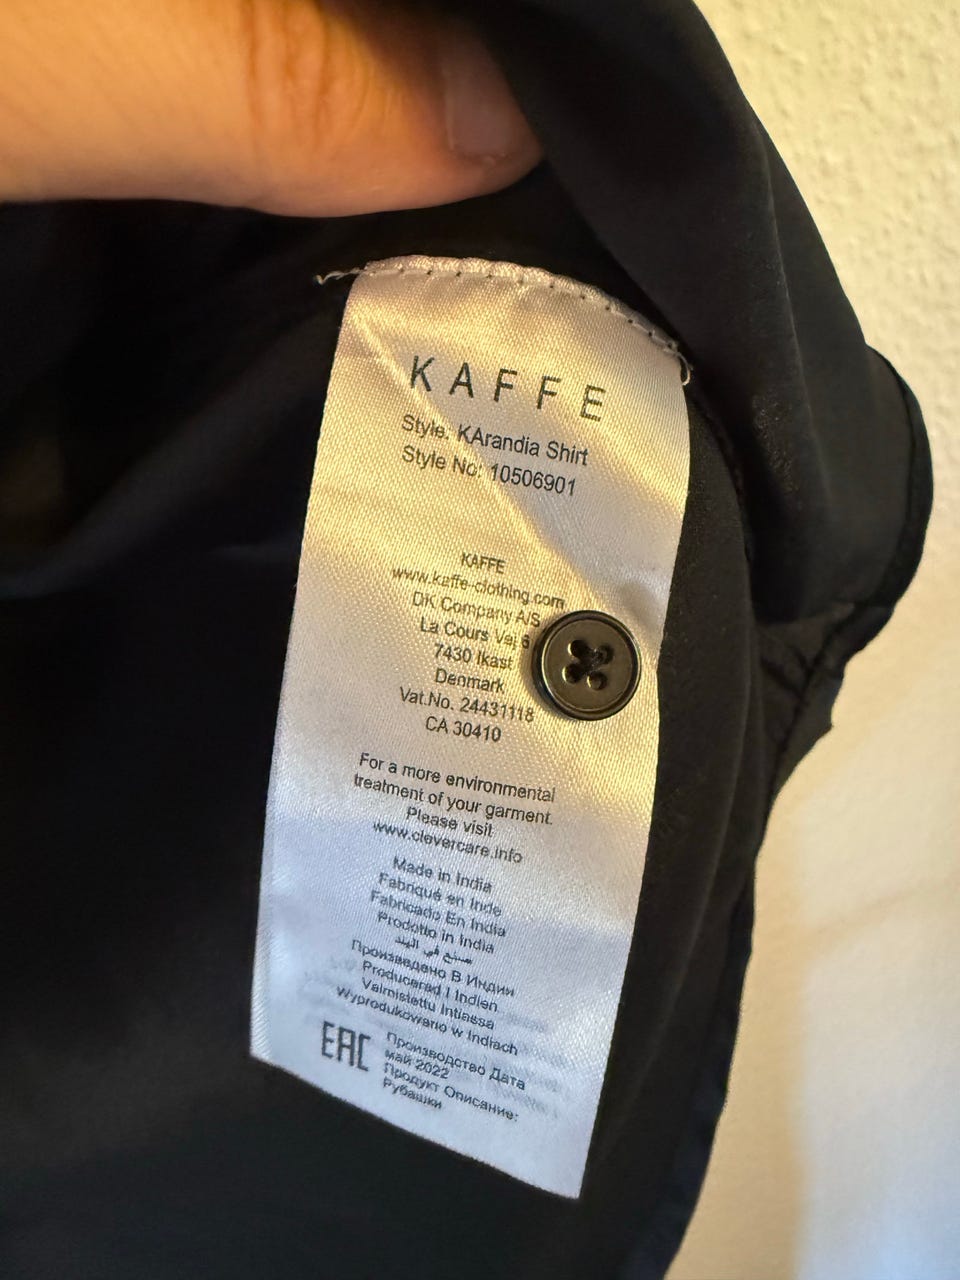 KAFFE
Style: KArandia Shirt
Style No: 10506901
KAFFE
www.kaffe-clothing.com
DK Company A/S
La Cours Vej 6
7430 Ikast
Denmark
Vat.No. 24431118
CA 30410
For a more environmental
treatment of your garment.
Please visit
www.clevercare.info
Made in India
Fabriqué en Inde
Fabricado En India
Prodotto in India
صنع في الهند
Произведено В Индии
Producerad I Indien
Valmistettu Intiassa
Wyprodukowano w Indiach
EAC
Производство Дата
май 2022
Продукт Описание:
Рубашки